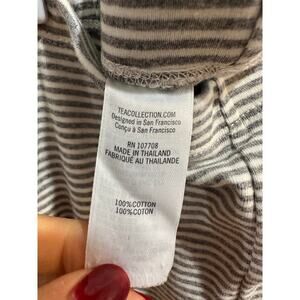 TEACOLLECTION.COM
Designed in San Francisco
Conçu à San Francisco
RN 107708
MADE IN THAILAND
FABRIQUÉ AU THAILANDE
100%COTTON
100%COTON